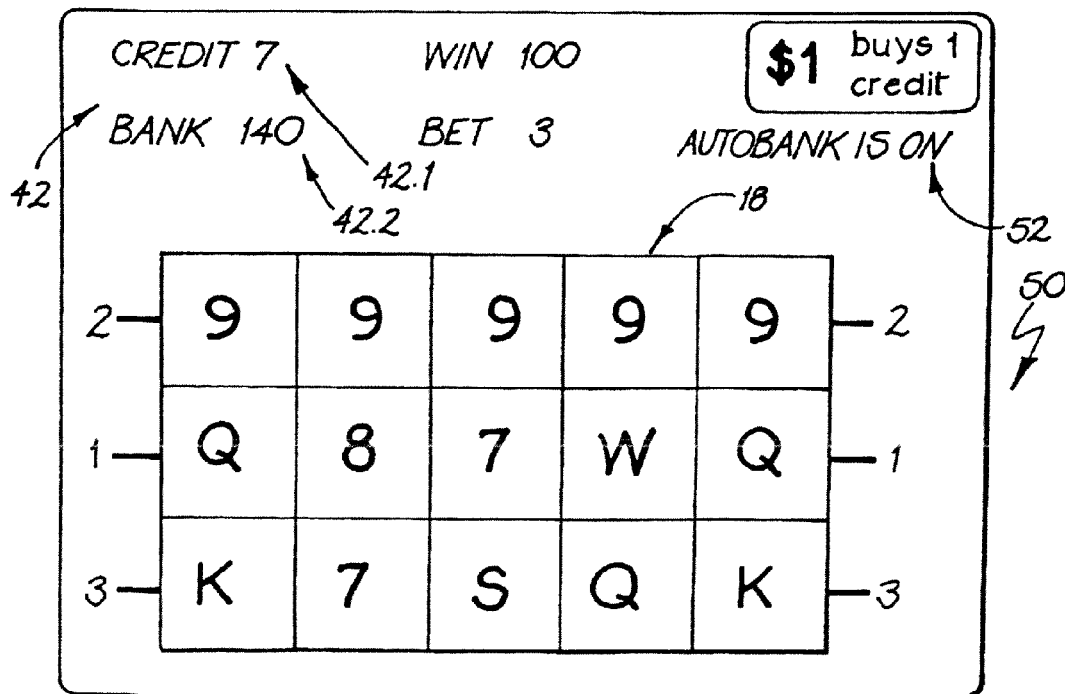 CREDIT 7 WIN 100 $1 buys 1
credit
BANK 140 BET 3 AUTOBANK IS ON
42 42.1 18
42.2 52
50
2 9 9 9 9 9 2
1 Q 8 7 W Q 1
3 K 7 S Q K 3